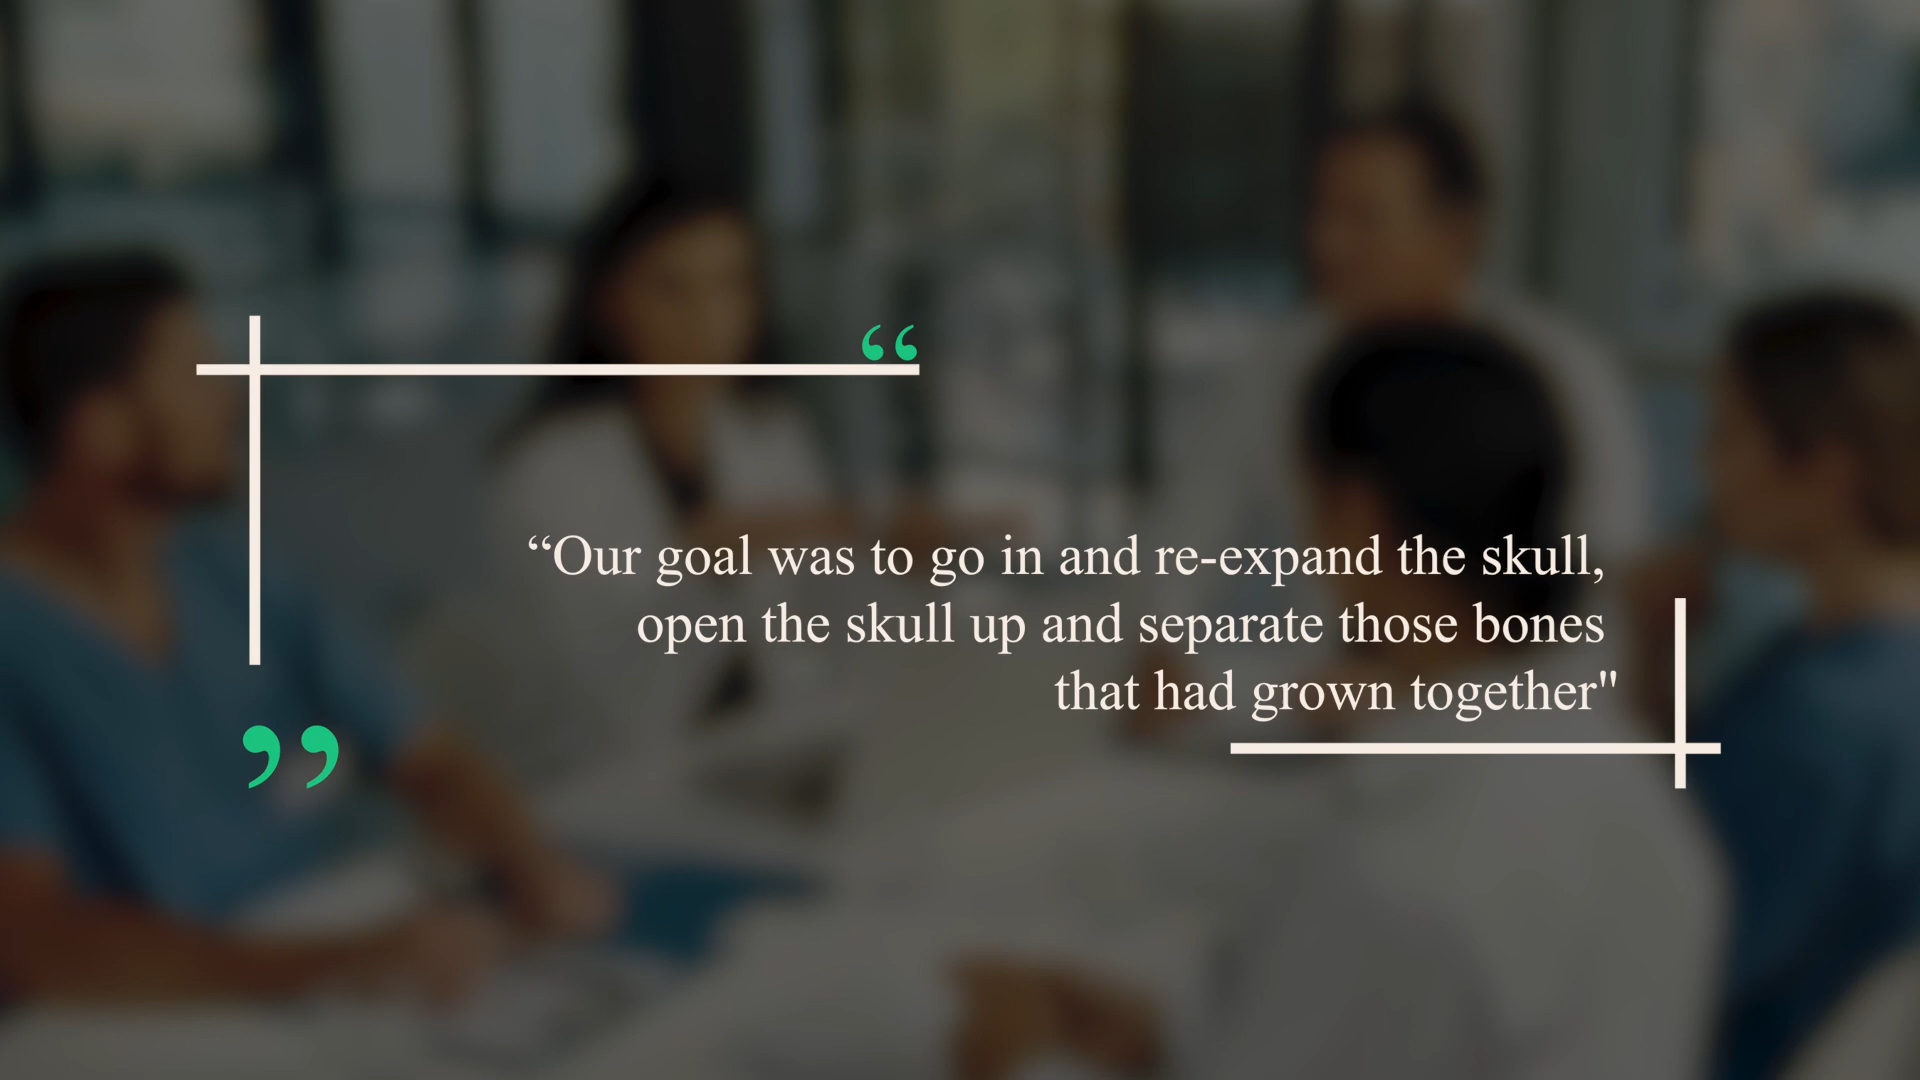 “
“Our goal was to go in and re-expand the skull,
open the skull up and separate those bones
that had grown together"
”